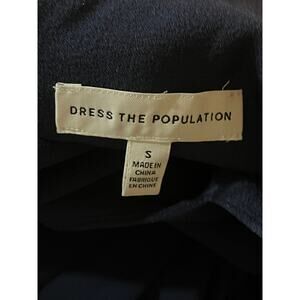 DRESS THE POPULATION
S
MADE IN
CHINA
FABRIQUÉ
EN CHINE